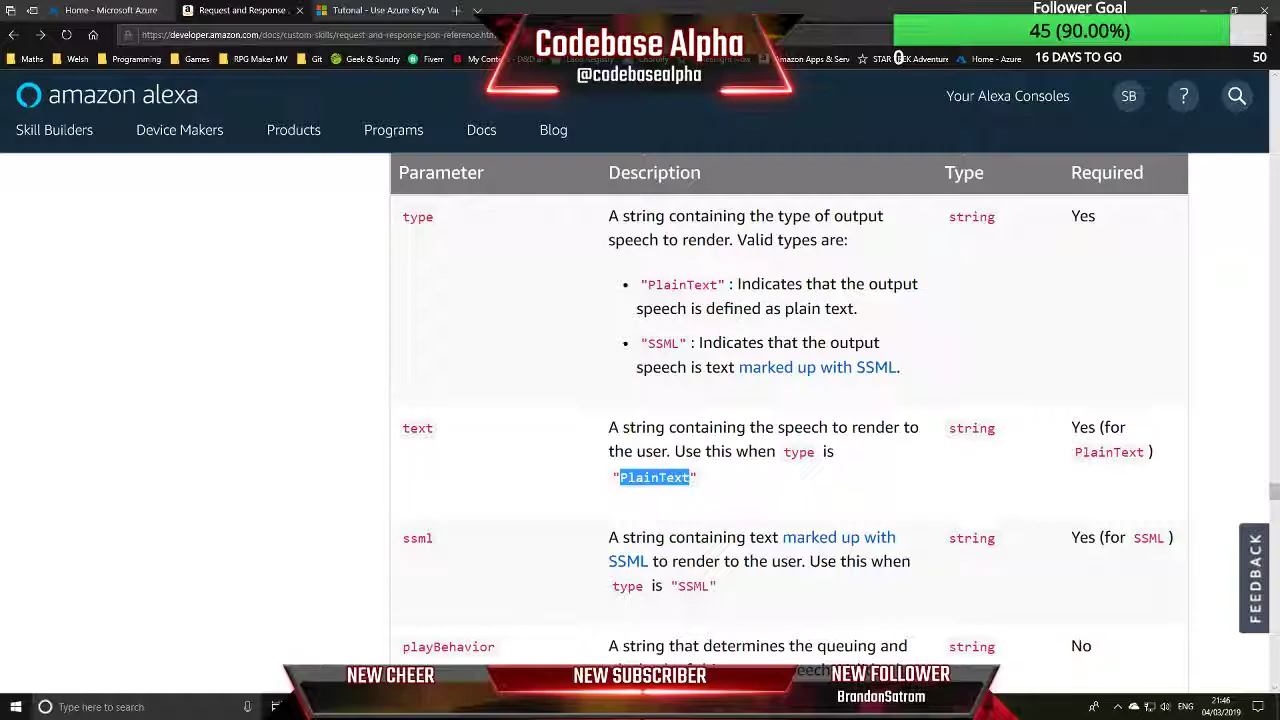 Home - Microsoft Azure
Request and Response
Tutorial - Use Azure Key Vau
Follower Goal
45 (90.00%)
0
16 DAYS TO GO
50
Codebase Alpha
@codebasealpha
Maths
Welsh
Programming
Games
RPG Maker MV
Git
Geek & Sundry
Fiverr
Amazon Apps & Serv
Home - Azure
amazon alexa
Your Alexa Consoles
SB
?
Skill Builders
Device Makers
Products
Programs
Docs
Blog
Parameter
Description
Type
Required
type
A string containing the type of output
speech to render. Valid types are:
string
Yes
• "PlainText" : Indicates that the output
speech is defined as plain text.
• "SSML" : Indicates that the output
speech is text marked up with SSML.
text
A string containing the speech to render to
the user. Use this when type is
"PlainText"
string
Yes (for
PlainText )
ssml
A string containing text marked up with
SSML to render to the user. Use this when
type is "SSML"
string
Yes (for SSML )
playBehavior
A string that determines the queuing and
string
No
FEEDBACK
NEW CHEER
NEW SUBSCRIBER
NEW FOLLOWER
BrandonSatrom
Type here to search
ENG
21:46
04/03/2019